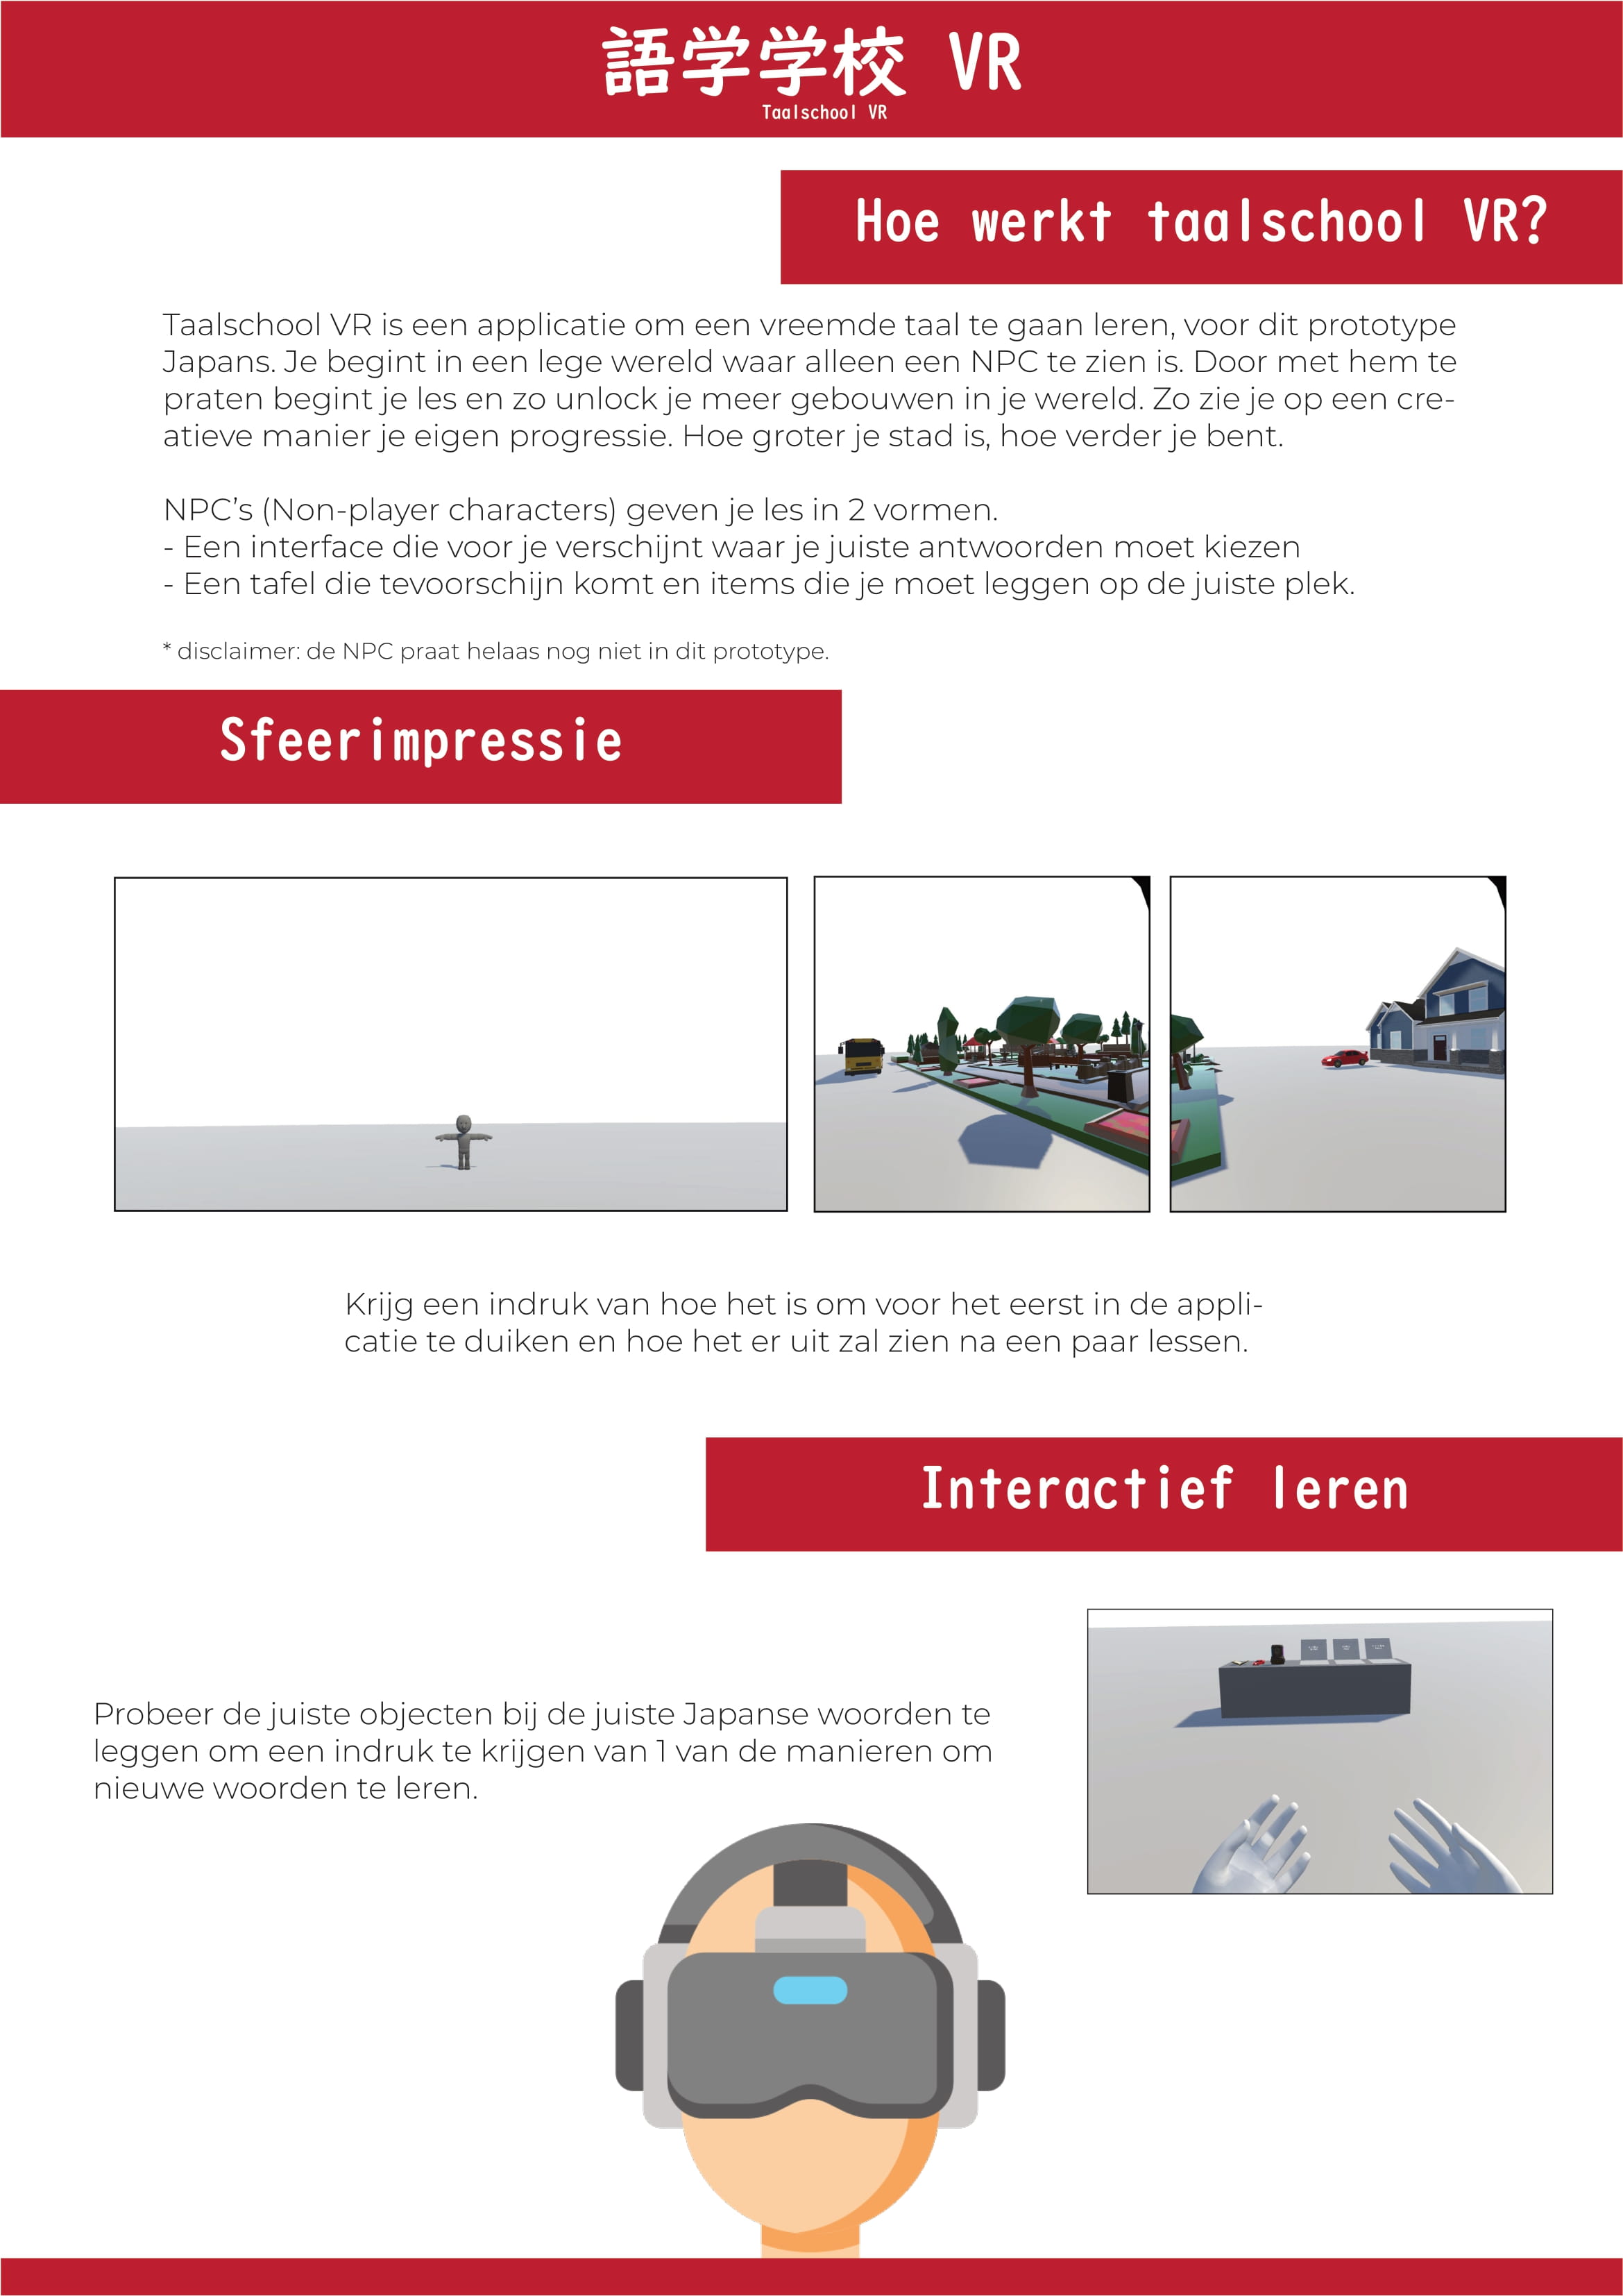 語学学校 VR
Taalschool VR
Hoe werkt taalschool VR?
Taalschool VR is een applicatie om een vreemde taal te gaan leren, voor dit prototype
Japans. Je begint in een lege wereld waar alleen een NPC te zien is. Door met hem te
praten begint je les en zo unlock je meer gebouwen in je wereld. Zo zie je op een cre-
atieve manier je eigen progressie. Hoe groter je stad is, hoe verder je bent.
NPC’s (Non-player characters) geven je les in 2 vormen.
- Een interface die voor je verschijnt waar je juiste antwoorden moet kiezen
- Een tafel die tevoorschijn komt en items die je moet leggen op de juiste plek.
* disclaimer: de NPC praat helaas nog niet in dit prototype.
Sfeerimpressie
Krijg een indruk van hoe het is om voor het eerst in de appli-
catie te duiken en hoe het er uit zal zien na een paar lessen.
Interactief leren
Probeer de juiste objecten bij de juiste Japanse woorden te
leggen om een indruk te krijgen van 1 van de manieren om
nieuwe woorden te leren.